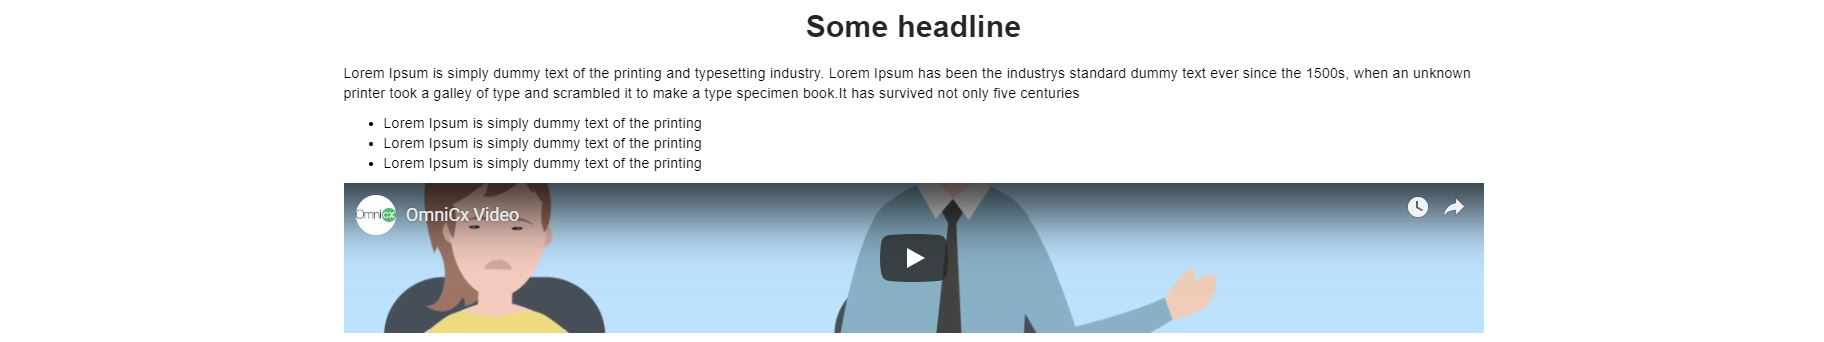 Some headline
Lorem Ipsum is simply dummy text of the printing and typesetting industry. Lorem Ipsum has been the industrys standard dummy text ever since the 1500s, when an unknown
printer took a galley of type and scrambled it to make a type specimen book.It has survived not only five centuries
• Lorem Ipsum is simply dummy text of the printing
• Lorem Ipsum is simply dummy text of the printing
• Lorem Ipsum is simply dummy text of the printing
Omnicx OmniCx Video